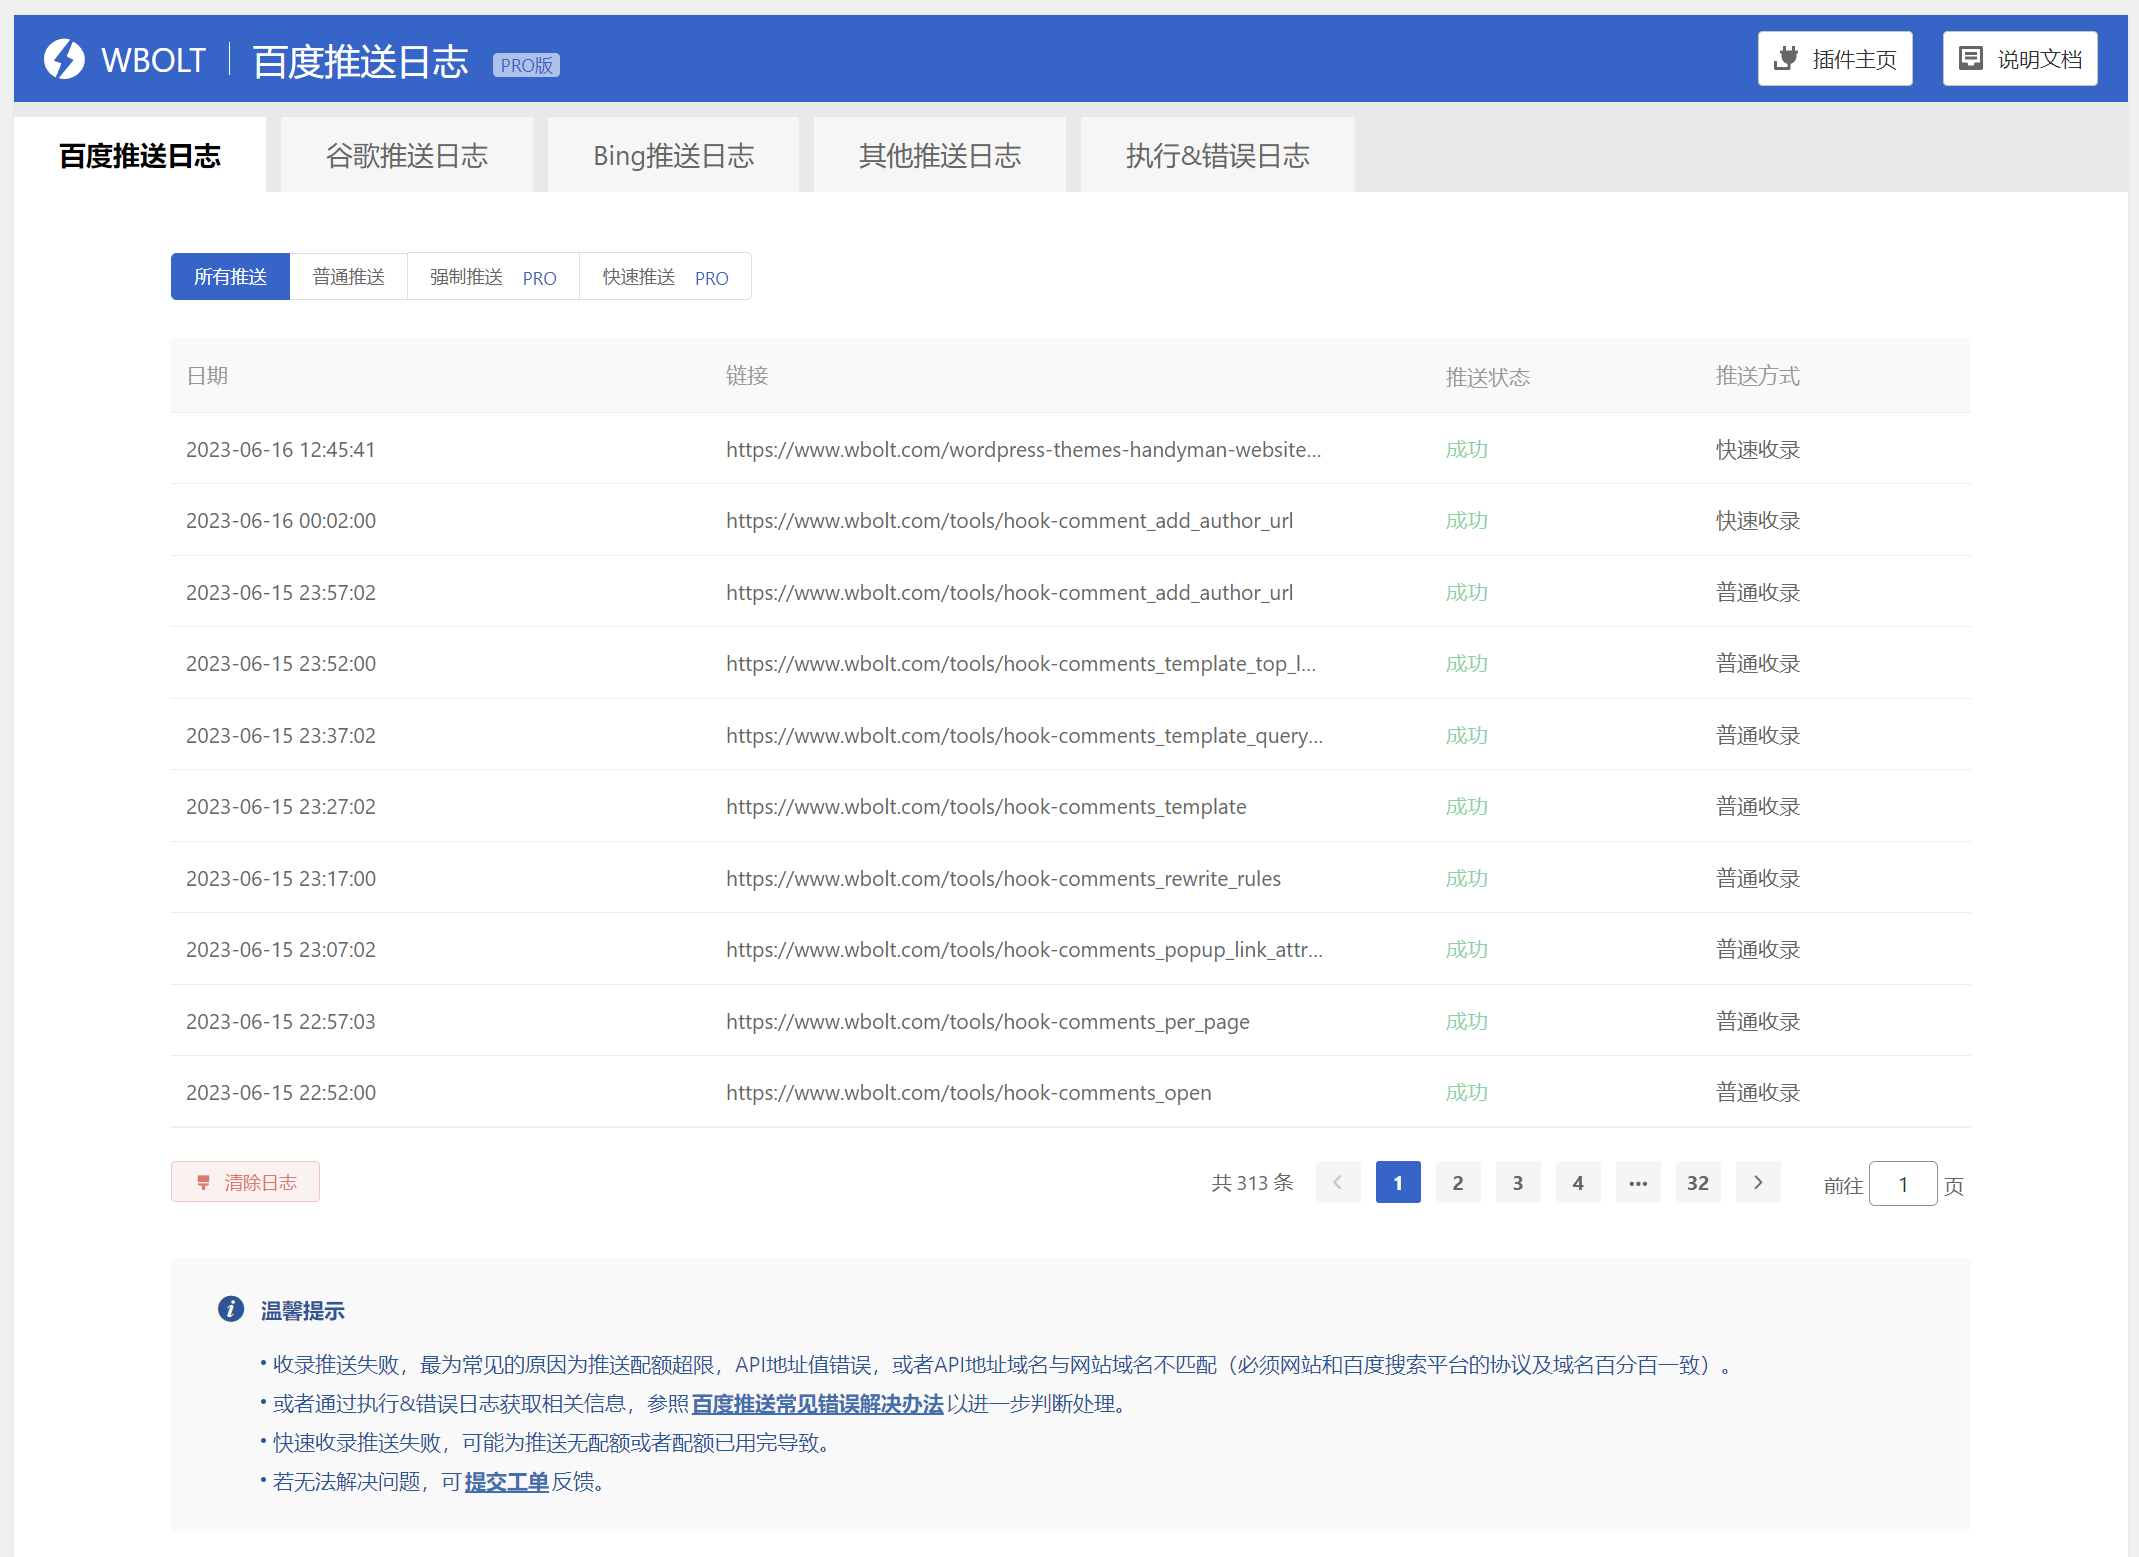 WBOLT 百度推送日志 PRO版 插件主页 说明文档
百度推送日志 谷歌推送日志 Bing推送日志 其他推送日志 执行&错误日志
所有推送 普通推送 强制推送 PRO 快速推送 PRO
日期 链接 推送状态 推送方式
2023-06-16 12:45:41 https://www.wbolt.com/wordpress-themes-handyman-website... 成功 快速收录
2023-06-16 00:02:00 https://www.wbolt.com/tools/hook-comment_add_author_url 成功 快速收录
2023-06-15 23:57:02 https://www.wbolt.com/tools/hook-comment_add_author_url 成功 普通收录
2023-06-15 23:52:00 https://www.wbolt.com/tools/hook-comments_template_top_l... 成功 普通收录
2023-06-15 23:37:02 https://www.wbolt.com/tools/hook-comments_template_query... 成功 普通收录
2023-06-15 23:27:02 https://www.wbolt.com/tools/hook-comments_template 成功 普通收录
2023-06-15 23:17:00 https://www.wbolt.com/tools/hook-comments_rewrite_rules 成功 普通收录
2023-06-15 23:07:02 https://www.wbolt.com/tools/hook-comments_popup_link_attr... 成功 普通收录
2023-06-15 22:57:03 https://www.wbolt.com/tools/hook-comments_per_page 成功 普通收录
2023-06-15 22:52:00 https://www.wbolt.com/tools/hook-comments_open 成功 普通收录
清除日志 共 313 条 1 2 3 4 ... 32 前往 1 页
温馨提示
• 收录推送失败，最为常见的原因为推送配额超限，API地址值错误，或者API地址域名与网站域名不匹配（必须网站和百度搜索平台的协议及域名百分百一致）。
• 或者通过执行&错误日志获取相关信息，参照百度推送常见错误解决办法以进一步判断处理。
• 快速收录推送失败，可能为推送无配额或者配额已用完导致。
• 若无法解决问题，可提交工单反馈。